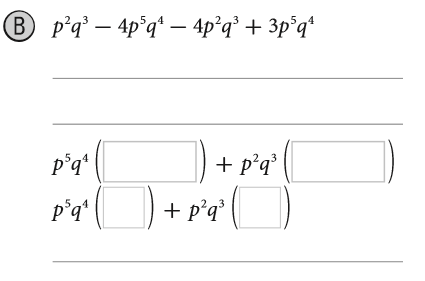 B p²q³ − 4p⁵q⁴ − 4p²q³ + 3p⁵q⁴
p⁵q⁴ ( ) + p²q³ ( )
p⁵q⁴ ( ) + p²q³ ( )